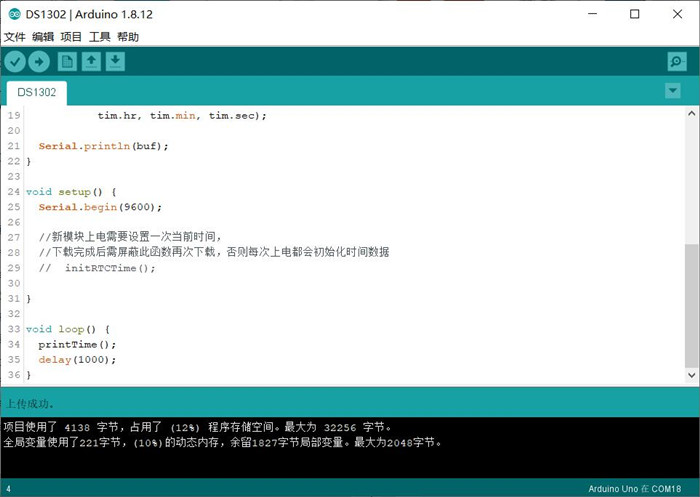 DS1302 | Arduino 1.8.12
文件 编辑 项目 工具 帮助
DS1302
19 tim.hr, tim.min, tim.sec);
20
21 Serial.println(buf);
22 }
23
24 void setup() {
25 Serial.begin(9600);
26
27 //新模块上电需要设置一次当前时间，
28 //下载完成后需屏蔽此函数再次下载，否则每次上电都会初始化时间数据
29 // initRTCTime();
30
31 }
32
33 void loop() {
34 printTime();
35 delay(1000);
36 }
上传成功。
项目使用了 4138 字节，占用了 (12%) 程序存储空间。最大为 32256 字节。
全局变量使用了221字节，(10%)的动态内存，余留1827字节局部变量。最大为2048字节。
4 Arduino Uno 在 COM18